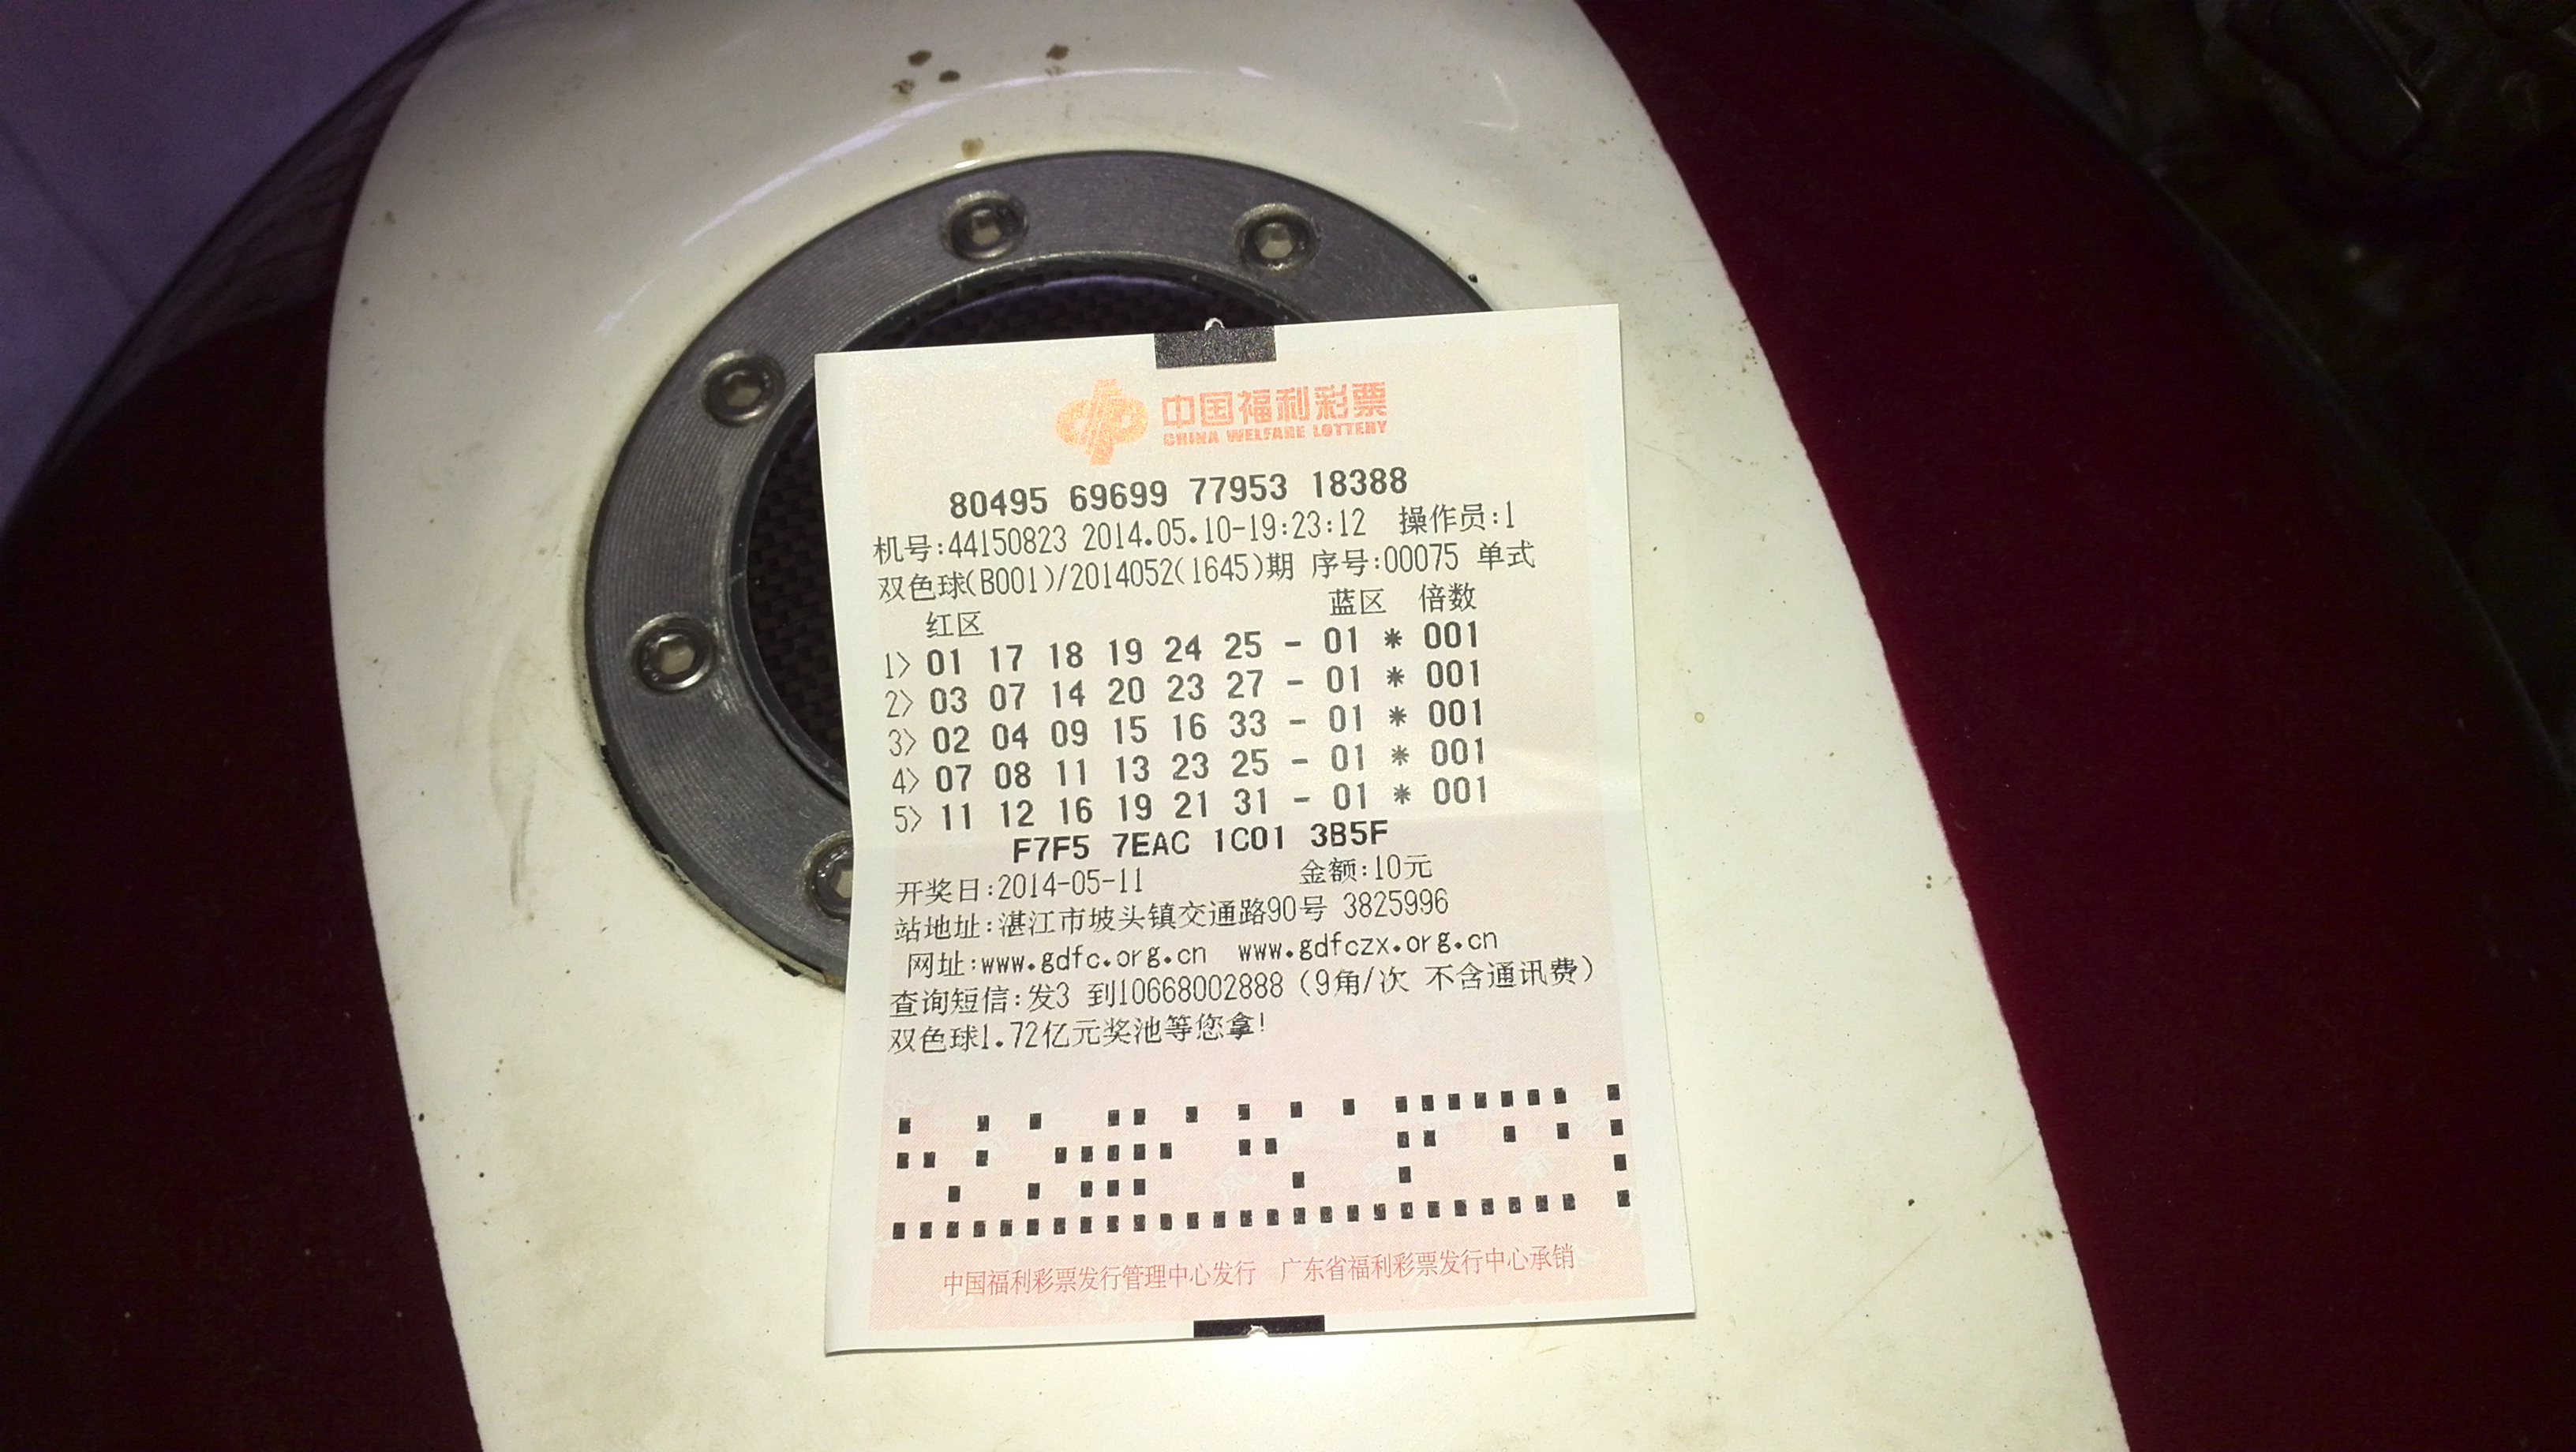 中国福利彩票
CHINA WELFARE LOTTERY
80495 69699 77953 18388
机号:44150823 2014.05.10-19:23:12 操作员:1
双色球(B001)/2014052(1645)期 序号:00075 单式
红区 蓝区 倍数
1> 01 17 18 19 24 25 - 01 * 001
2> 03 07 14 20 23 27 - 01 * 001
3> 02 04 09 15 16 33 - 01 * 001
4> 07 08 11 13 23 25 - 01 * 001
5> 11 12 16 19 21 31 - 01 * 001
F7F5 7EAC 1C01 3B5F
开奖日:2014-05-11 金额:10元
站地址:湛江市坡头镇交通路90号 3825996
网址:www.gdfc.org.cn www.gdfczx.org.cn
查询短信:发3 到10668002888（9角/次 不含通讯费）
双色球1.72亿元奖池等您拿!
中国福利彩票发行管理中心发行 广东省福利彩票发行中心承销